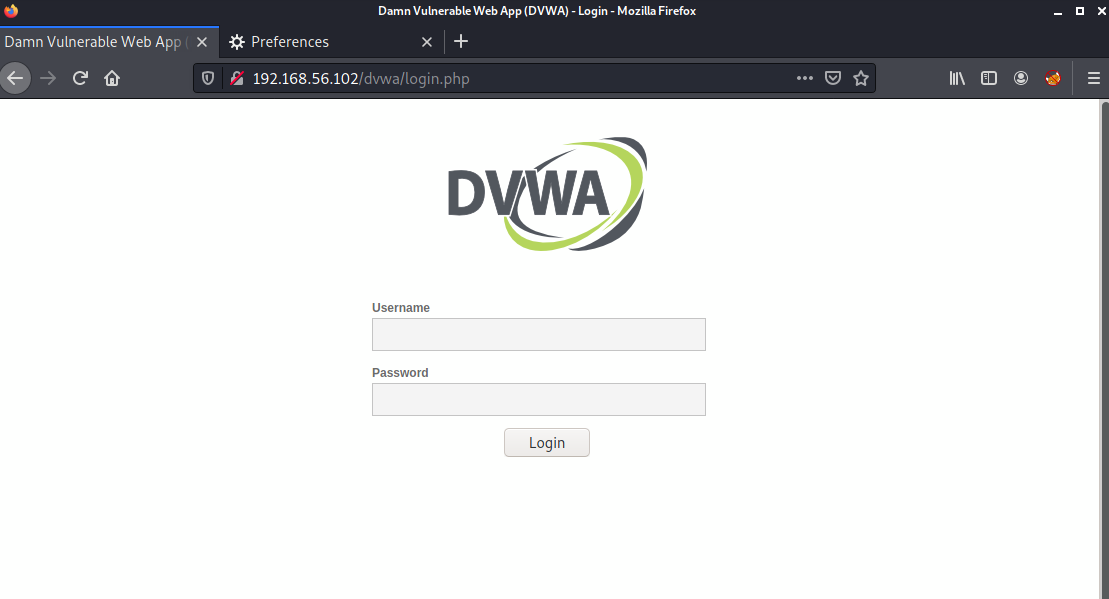 Damn Vulnerable Web App (DVWA) - Login - Mozilla Firefox
Damn Vulnerable Web App (
Preferences
192.168.56.102/dvwa/login.php
DVWA
Username
Password
Login